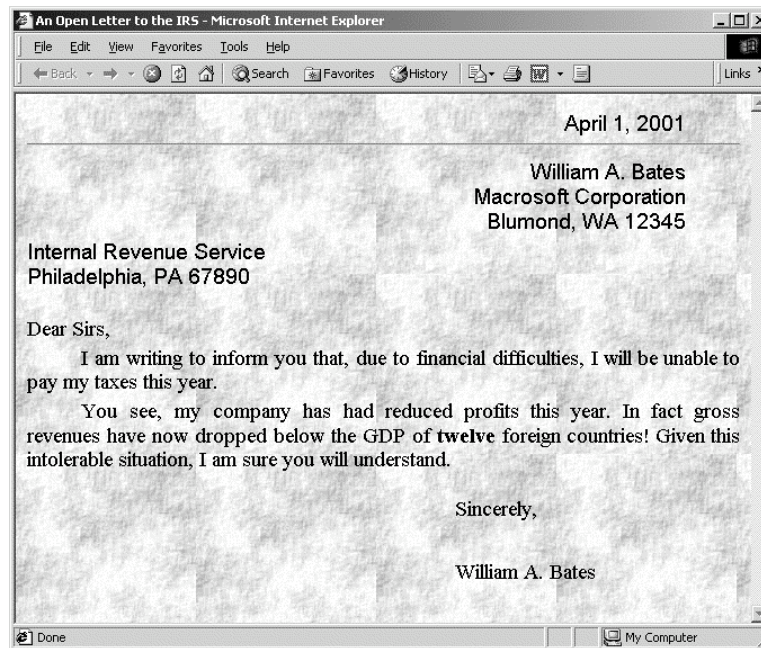 An Open Letter to the IRS - Microsoft Internet Explorer
File Edit View Favorites Tools Help
Back Search Favorites History Links
April 1, 2001
William A. Bates
Macrosoft Corporation
Blumond, WA 12345
Internal Revenue Service
Philadelphia, PA 67890
Dear Sirs,
I am writing to inform you that, due to financial difficulties, I will be unable to
pay my taxes this year.
You see, my company has had reduced profits this year. In fact gross
revenues have now dropped below the GDP of twelve foreign countries! Given this
intolerable situation, I am sure you will understand.
Sincerely,
William A. Bates
Done My Computer